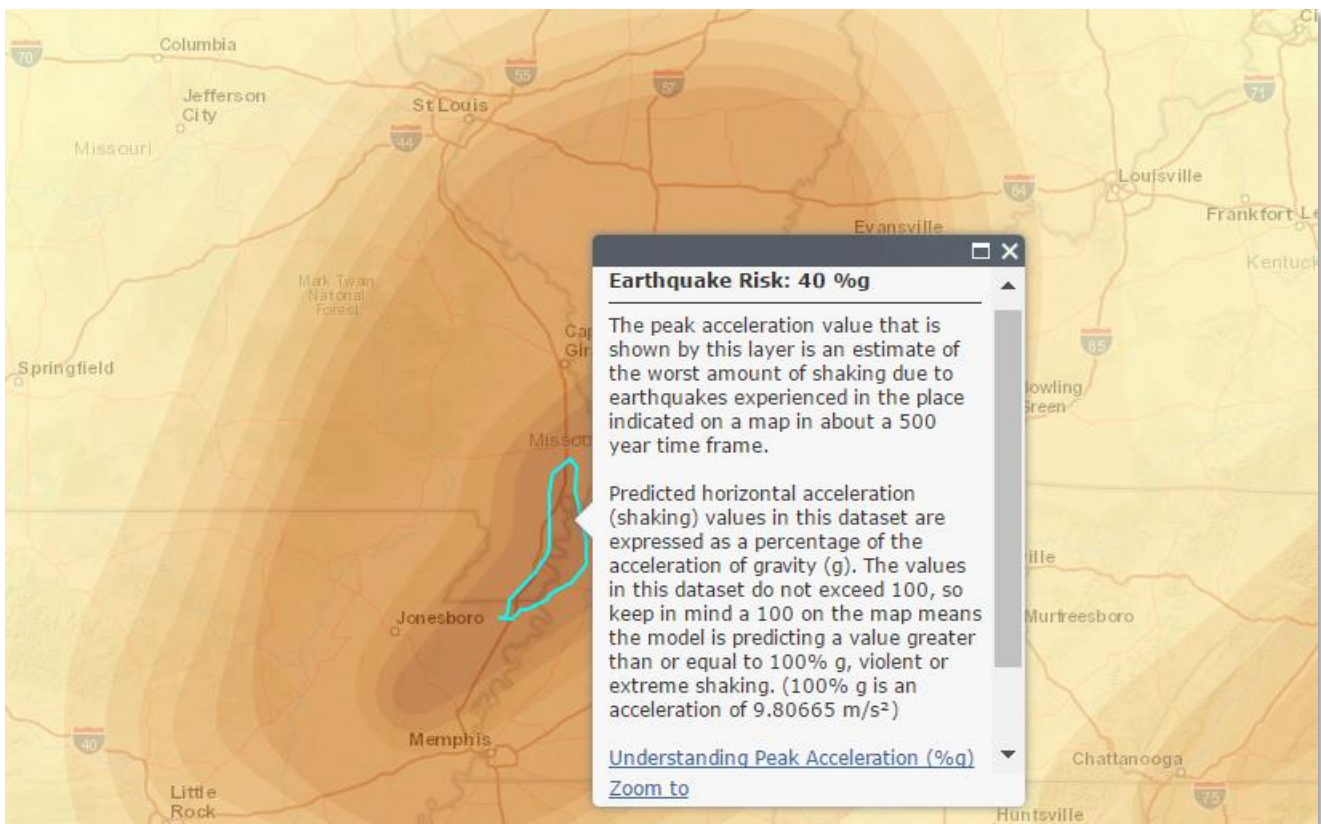 70
Columbia
55
57
71
Jefferson
City
St Louis
44
Missouri
Louisville
64
Frankfort
Evansville
Kentuck
Mark Twain
National
Forest
Cap
Gir
65
Springfield
Bowling
Green
Missou
Earthquake Risk: 40 %g
The peak acceleration value that is
shown by this layer is an estimate of
the worst amount of shaking due to
earthquakes experienced in the place
indicated on a map in about a 500
year time frame.
Predicted horizontal acceleration
(shaking) values in this dataset are
expressed as a percentage of the
acceleration of gravity (g). The values
in this dataset do not exceed 100, so
keep in mind a 100 on the map means
the model is predicting a value greater
than or equal to 100% g, violent or
extreme shaking. (100% g is an
acceleration of 9.80665 m/s²)
Understanding Peak Acceleration (%g)
Zoom to
ville
Jonesboro
Murfreesboro
40
Memphis
Chattanooga
Little
Rock
75
Huntsville